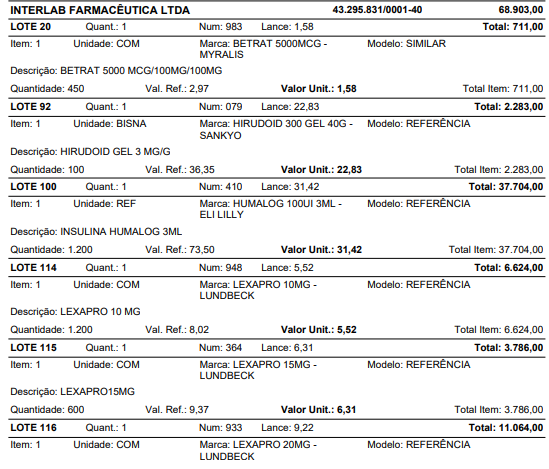 INTERLAB FARMACÊUTICA LTDA 43.295.831/0001-40 68.903,00
LOTE 20 Quant.: 1 Num: 983 Lance: 1,58 Total: 711,00
Item: 1 Unidade: COM Marca: BETRAT 5000MCG - Modelo: SIMILAR
MYRALIS
Descrição: BETRAT 5000 MCG/100MG/100MG
Quantidade: 450 Val. Ref.: 2,97 Valor Unit.: 1,58 Total Item: 711,00
LOTE 92 Quant.: 1 Num: 079 Lance: 22,83 Total: 2.283,00
Item: 1 Unidade: BISNA Marca: HIRUDOID 300 GEL 40G - Modelo: REFERÊNCIA
SANKYO
Descrição: HIRUDOID GEL 3 MG/G
Quantidade: 100 Val. Ref.: 36,35 Valor Unit.: 22,83 Total Item: 2.283,00
LOTE 100 Quant.: 1 Num: 410 Lance: 31,42 Total: 37.704,00
Item: 1 Unidade: REF Marca: HUMALOG 100UI 3ML - Modelo: REFERÊNCIA
ELI LILLY
Descrição: INSULINA HUMALOG 3ML
Quantidade: 1.200 Val. Ref.: 73,50 Valor Unit.: 31,42 Total Item: 37.704,00
LOTE 114 Quant.: 1 Num: 948 Lance: 5,52 Total: 6.624,00
Item: 1 Unidade: COM Marca: LEXAPRO 10MG - Modelo: REFERÊNCIA
LUNDBECK
Descrição: LEXAPRO 10 MG
Quantidade: 1.200 Val. Ref.: 8,02 Valor Unit.: 5,52 Total Item: 6.624,00
LOTE 115 Quant.: 1 Num: 364 Lance: 6,31 Total: 3.786,00
Item: 1 Unidade: COM Marca: LEXAPRO 15MG - Modelo: REFERÊNCIA
LUNDBECK
Descrição: LEXAPRO15MG
Quantidade: 600 Val. Ref.: 9,37 Valor Unit.: 6,31 Total Item: 3.786,00
LOTE 116 Quant.: 1 Num: 933 Lance: 9,22 Total: 11.064,00
Item: 1 Unidade: COM Marca: LEXAPRO 20MG - Modelo: REFERÊNCIA
LUNDBECK